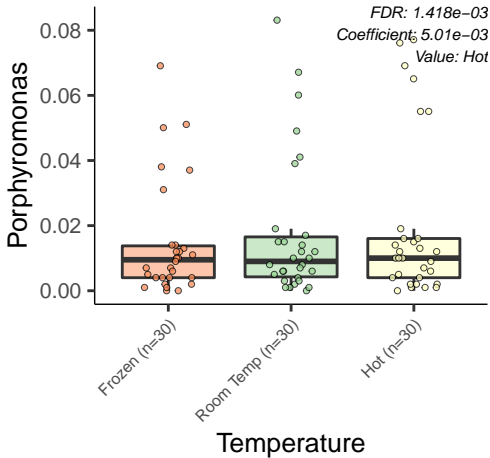 FDR: 1.418e−03
Coefficient: 5.01e−03
Value: Hot
0.08
0.06
0.04
0.02
0.00
Porphyromonas
Frozen (n=30)
Room Temp (n=30)
Hot (n=30)
Temperature